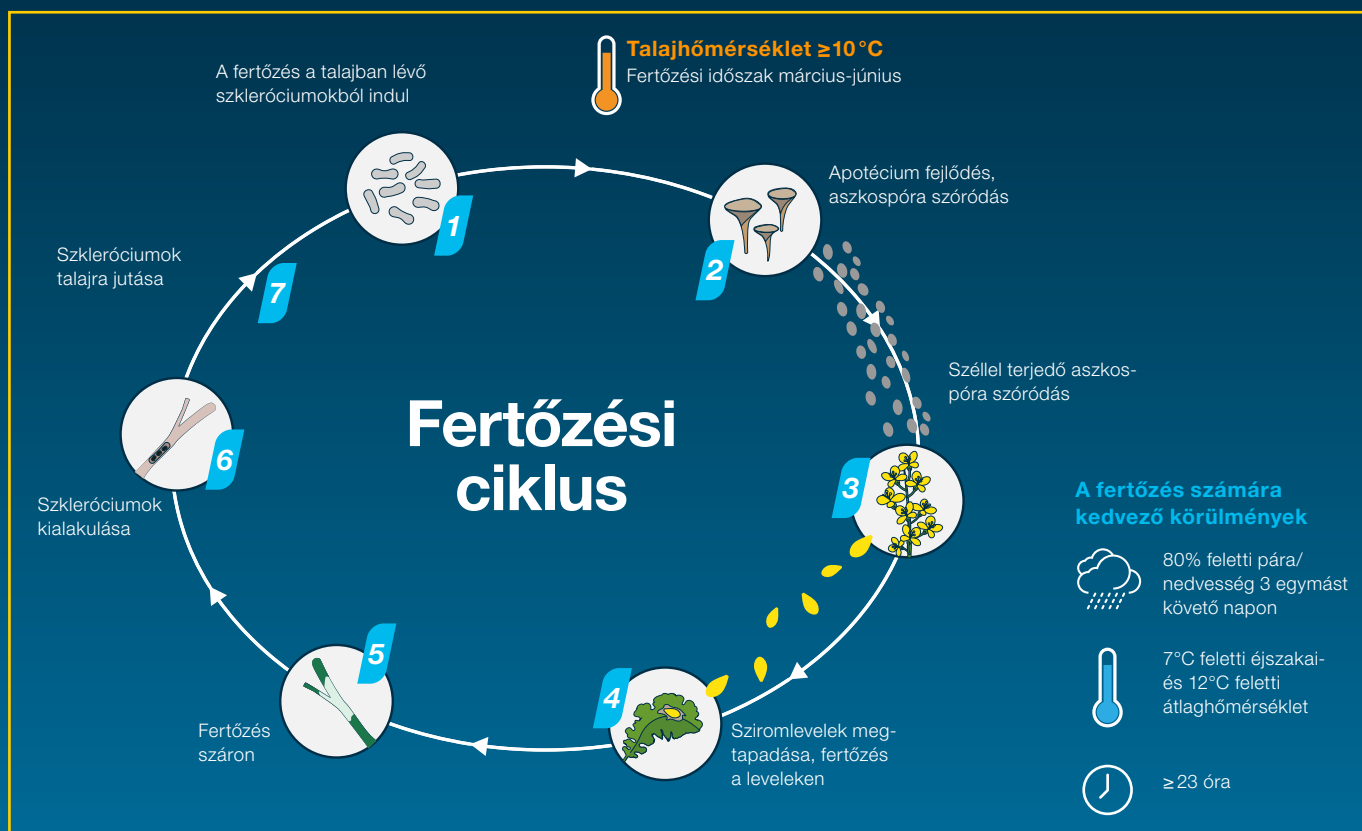 Talajhőmérséklet ≥10 °C
Fertőzési időszak március-június
A fertőzés a talajban lévő
szkleróciumokból indul
1
Apotécium fejlődés,
aszkospóra szóródás
2
Széllel terjedő aszkos-
póra szóródás
3
Sziromlevelek meg-
tapadása, fertőzés
a leveleken
4
Fertőzés
száron
5
Szkleróciumok
kialakulása
6
Szkleróciumok
talajra jutása
7
Fertőzési
ciklus
A fertőzés számára
kedvező körülmények
80% feletti pára/
nedvesség 3 egymást
követő napon
7°C feletti éjszakai-
és 12°C feletti
átlaghőmérséklet
≥23 óra